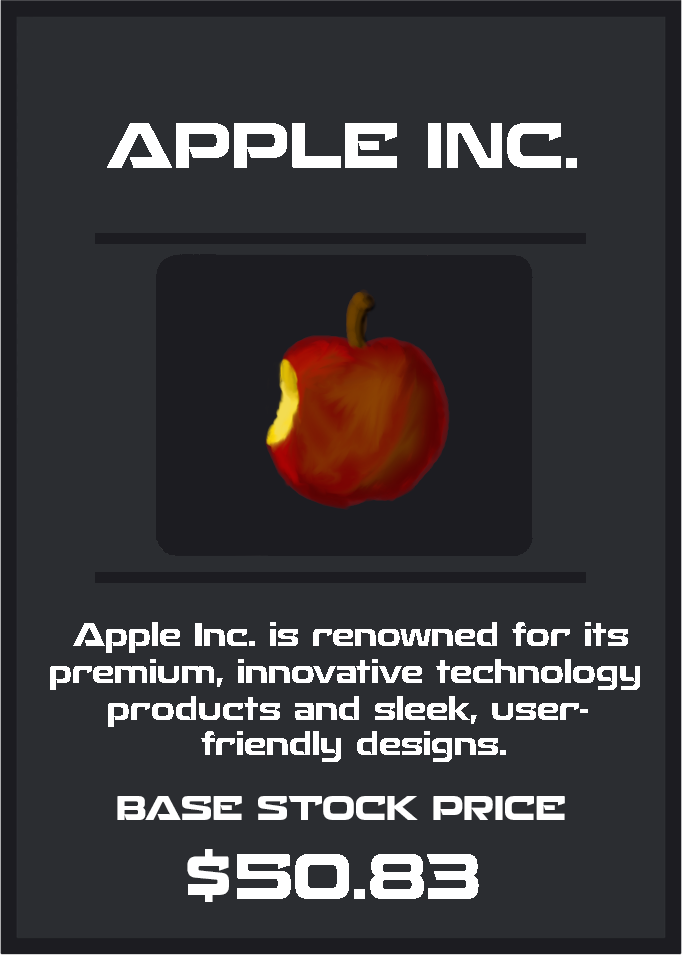 APPLE INC.
Apple Inc. is renowned for its
premium, innovative technology
products and sleek, user-
friendly designs.
BASE STOCK PRICE
$50.83